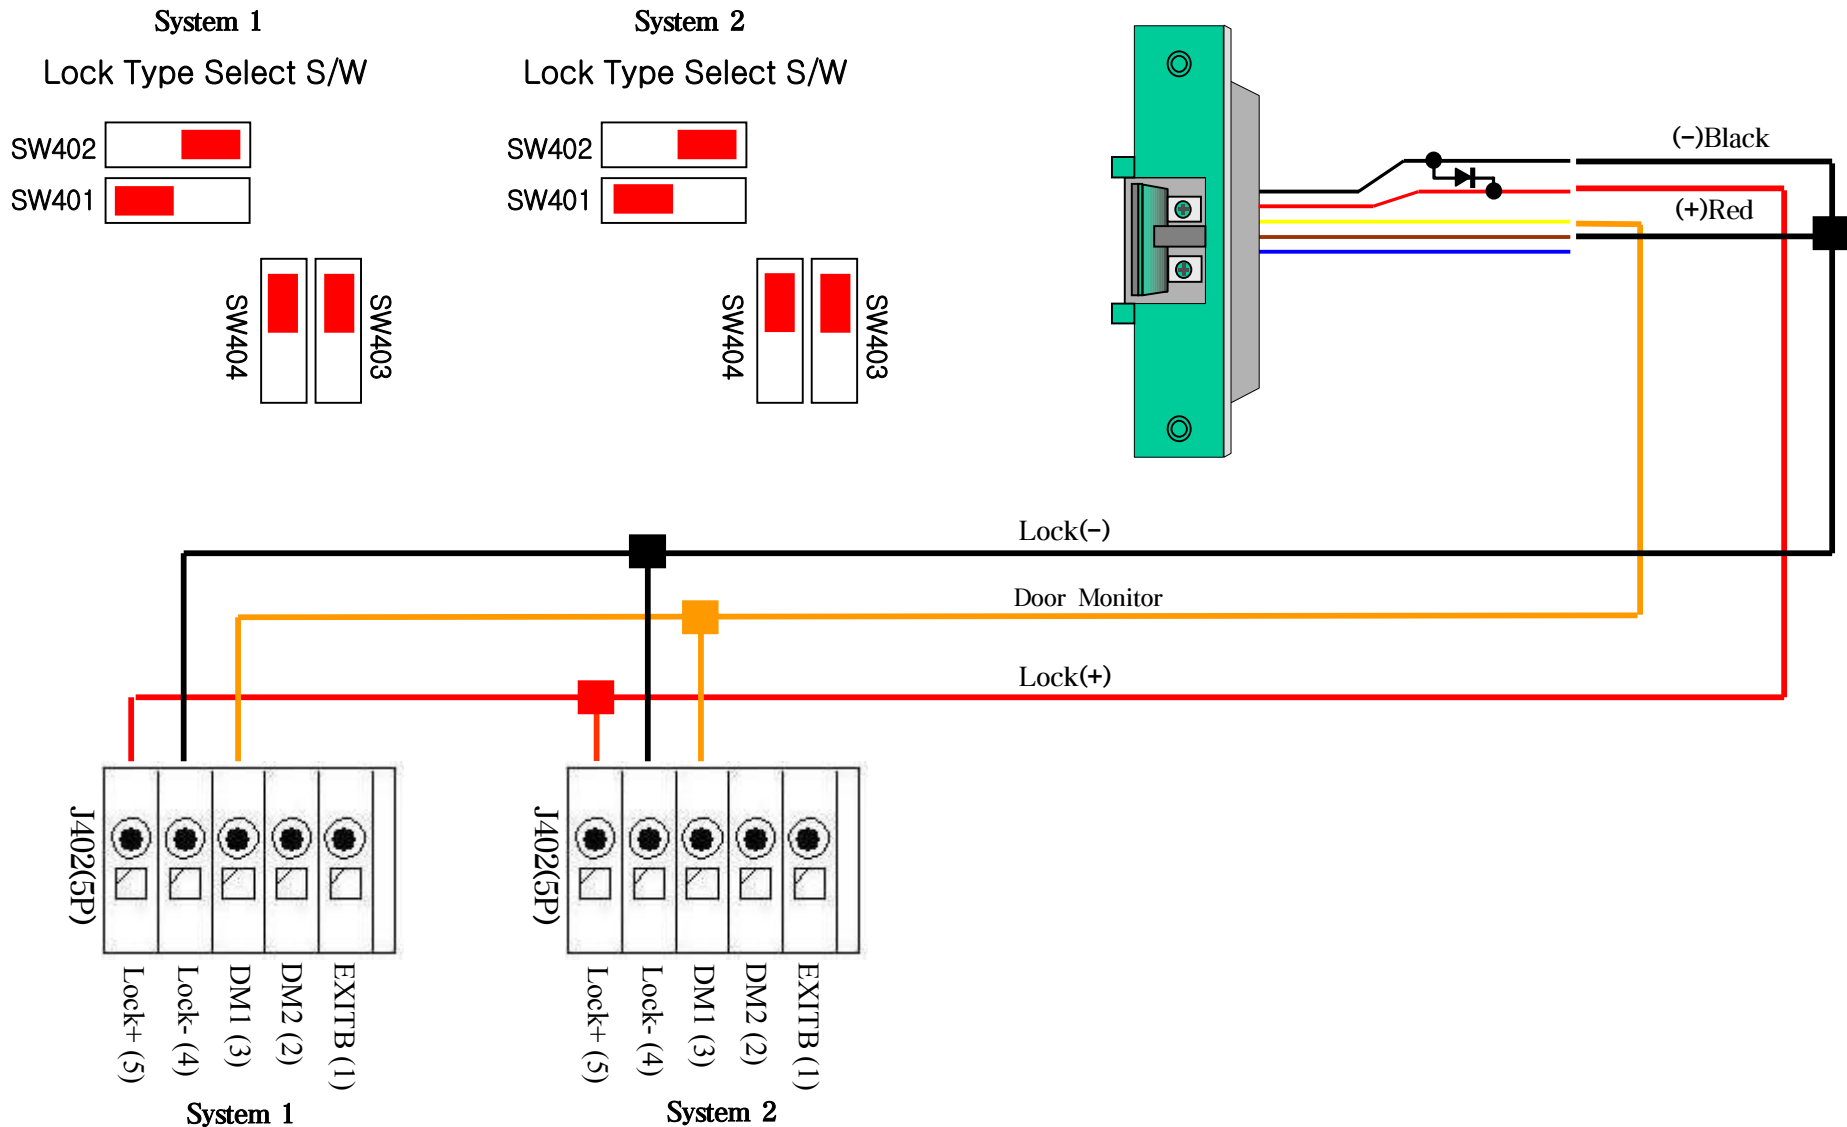 System 1
Lock Type Select S/W
SW402
SW401
SW404
SW403
System 2
Lock Type Select S/W
SW402
SW401
SW404
SW403
(-)Black
(+)Red
Lock(-)
Door Monitor
Lock(+)
J402(5P)
Lock+ (5)
Lock- (4)
DM1 (3)
DM2 (2)
EXITB (1)
System 1
J402(5P)
Lock+ (5)
Lock- (4)
DM1 (3)
DM2 (2)
EXITB (1)
System 2